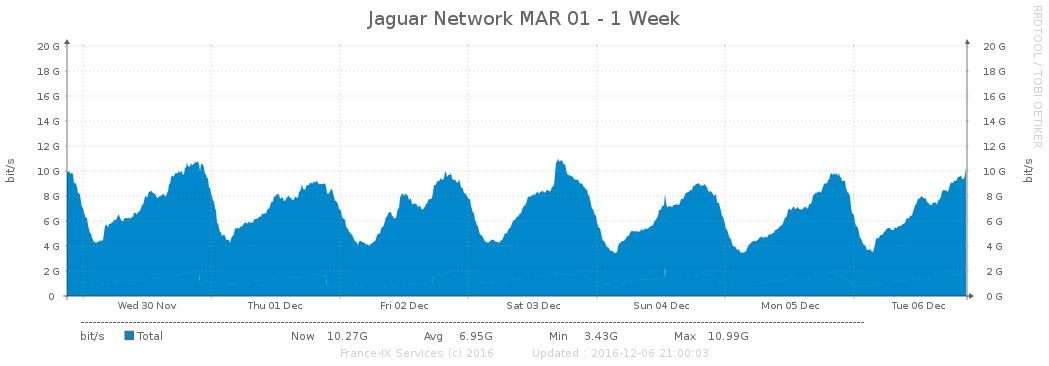 Jaguar Network MAR 01 - 1 Week
RRDTOOL / TOBI OETIKER
bit/s
20 G 20 G
18 G 18 G
16 G 16 G
14 G 14 G
12 G 12 G
10 G 10 G
8 G 8 G
6 G 6 G
4 G 4 G
2 G 2 G
0 0 G
bit/s
Wed 30 Nov Thu 01 Dec Fri 02 Dec Sat 03 Dec Sun 04 Dec Mon 05 Dec Tue 06 Dec
bit/s Total Now 10.27G Avg 6.95G Min 3.43G Max 10.99G
France-IX Services (c) 2016 Updated : 2016-12-06 21:00:03